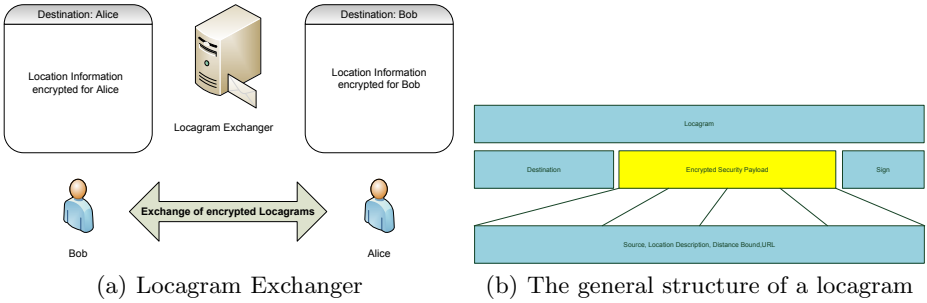 Destination: Alice
Location Information
encrypted for Alice
Locagram Exchanger
Destination: Bob
Location Information
encrypted for Bob
Exchange of encrypted Locagrams
Bob
Alice
(a) Locagram Exchanger
Locagram
Destination
Encrypted Security Payload
Sign
Source, Location Description, Distance Bound,URL
(b) The general structure of a locagram